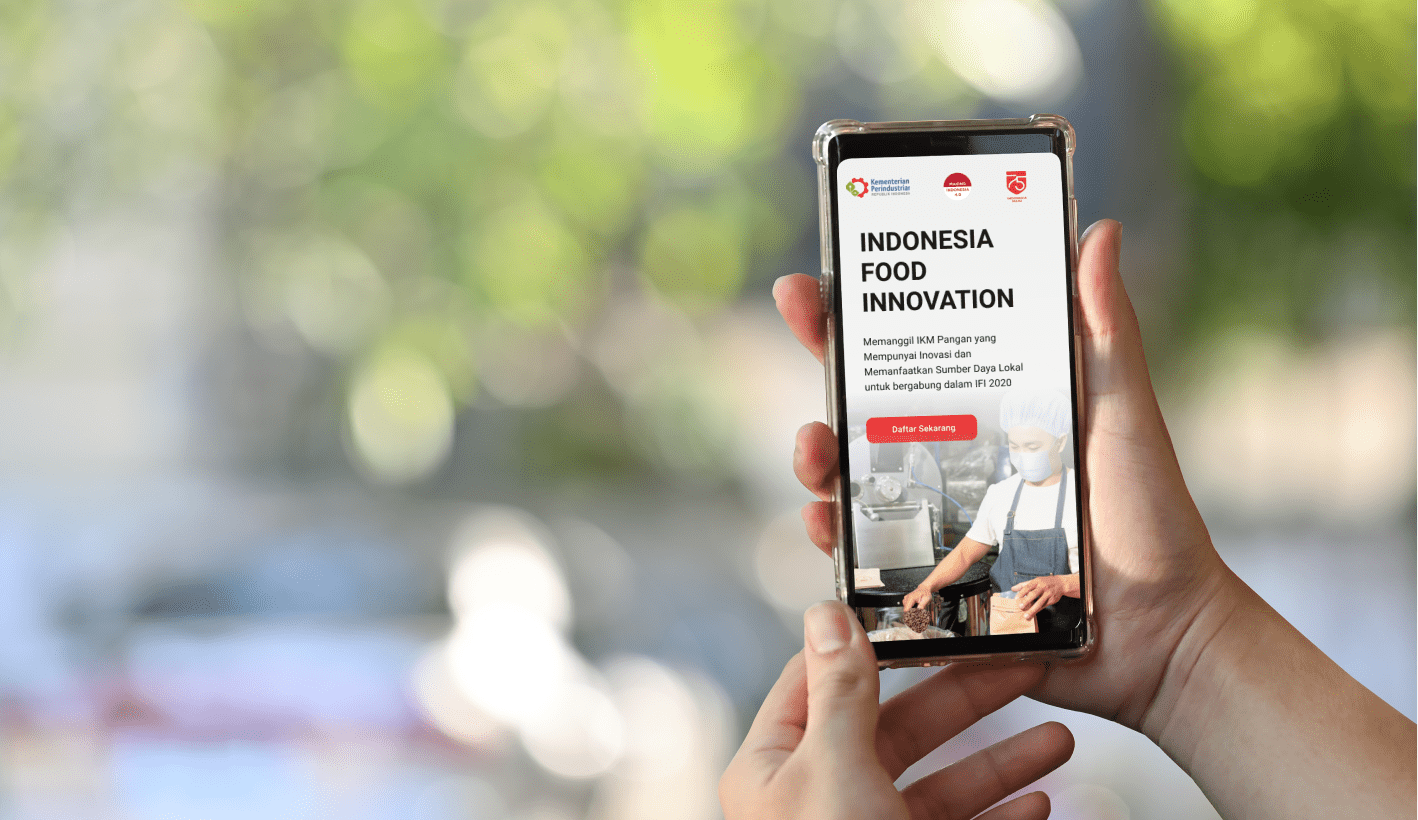 Kementerian
Perindustrian
REPUBLIK INDONESIA
MAKING
INDONESIA
4.0
75
INDONESIA
FOOD
INNOVATION
Memanggil IKM Pangan yang
Mempunyai Inovasi dan
Memanfaatkan Sumber Daya Lokal
untuk bergabung dalam IFI 2020
Daftar Sekarang